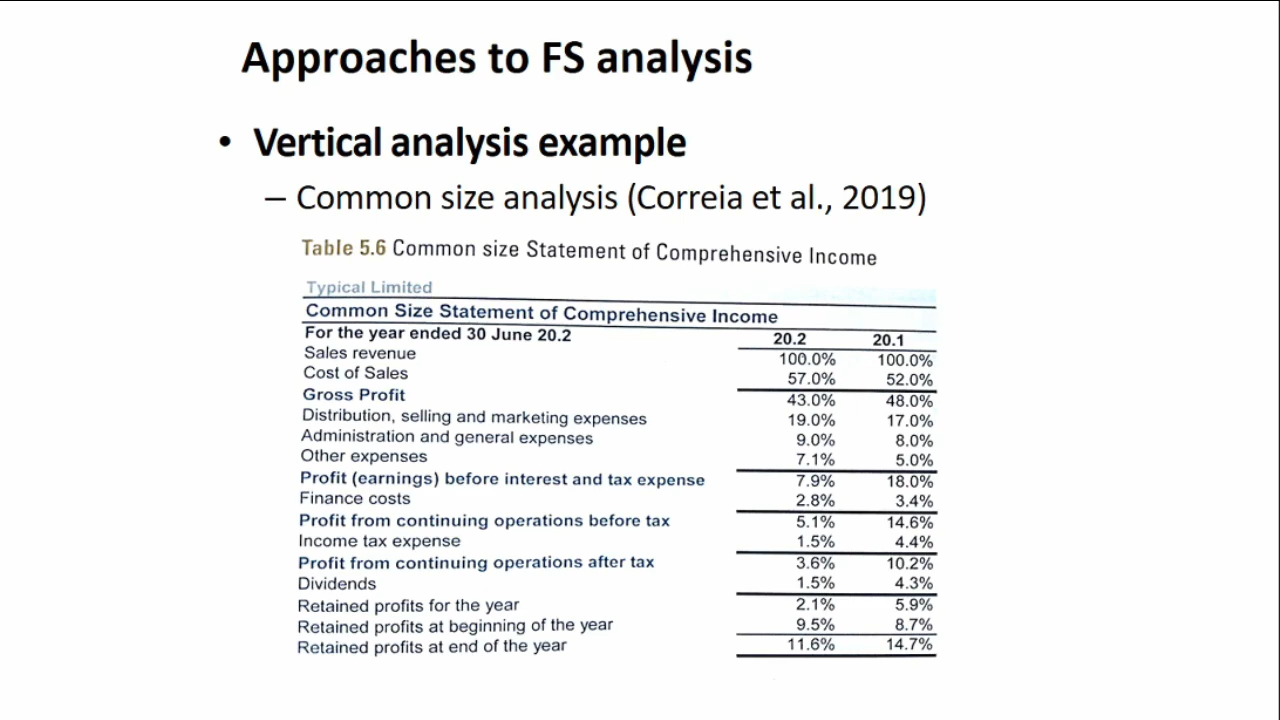 Approaches to FS analysis
• Vertical analysis example
– Common size analysis (Correia et al., 2019)
Table 5.6 Common size Statement of Comprehensive Income
Typical Limited
Common Size Statement of Comprehensive Income
For the year ended 30 June 20.2 20.2 20.1
Sales revenue 100.0% 100.0%
Cost of Sales 57.0% 52.0%
Gross Profit 43.0% 48.0%
Distribution, selling and marketing expenses 19.0% 17.0%
Administration and general expenses 9.0% 8.0%
Other expenses 7.1% 5.0%
Profit (earnings) before interest and tax expense 7.9% 18.0%
Finance costs 2.8% 3.4%
Profit from continuing operations before tax 5.1% 14.6%
Income tax expense 1.5% 4.4%
Profit from continuing operations after tax 3.6% 10.2%
Dividends 1.5% 4.3%
Retained profits for the year 2.1% 5.9%
Retained profits at beginning of the year 9.5% 8.7%
Retained profits at end of the year 11.6% 14.7%